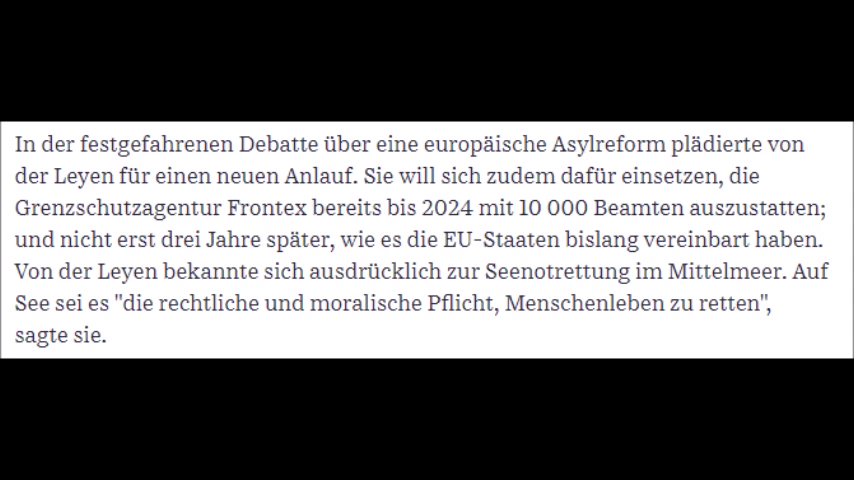 In der festgefahrenen Debatte über eine europäische Asylreform plädierte von
der Leyen für einen neuen Anlauf. Sie will sich zudem dafür einsetzen, die
Grenzschutzagentur Frontex bereits bis 2024 mit 10 000 Beamten auszustatten;
und nicht erst drei Jahre später, wie es die EU-Staaten bislang vereinbart haben.
Von der Leyen bekannte sich ausdrücklich zur Seenotrettung im Mittelmeer. Auf
See sei es "die rechtliche und moralische Pflicht, Menschenleben zu retten",
sagte sie.